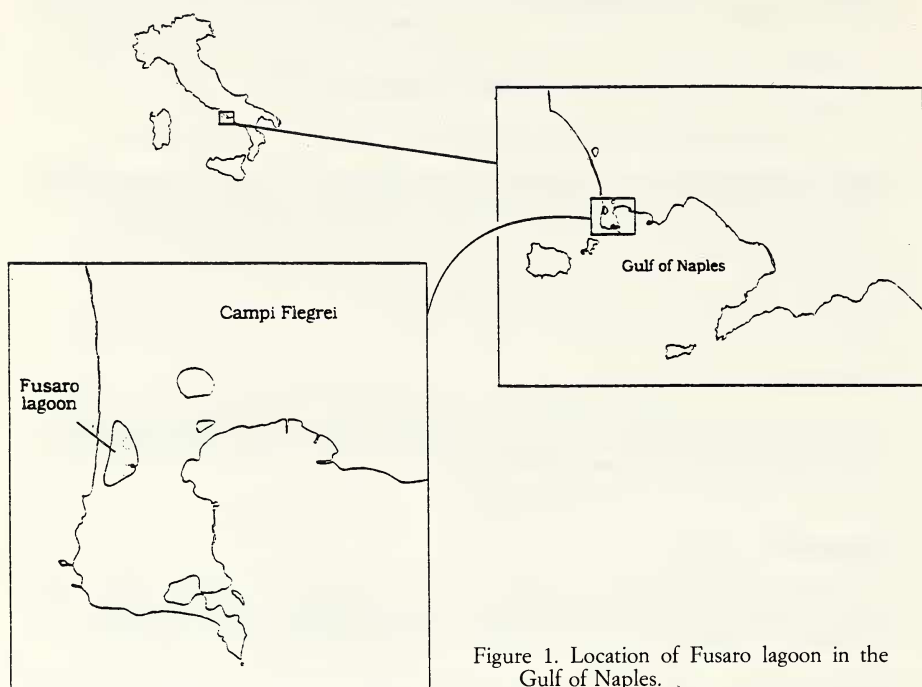 Gulf of Naples
Campi Flegrei
Fusaro
lagoon
Figure 1. Location of Fusaro lagoon in the
Gulf of Naples.